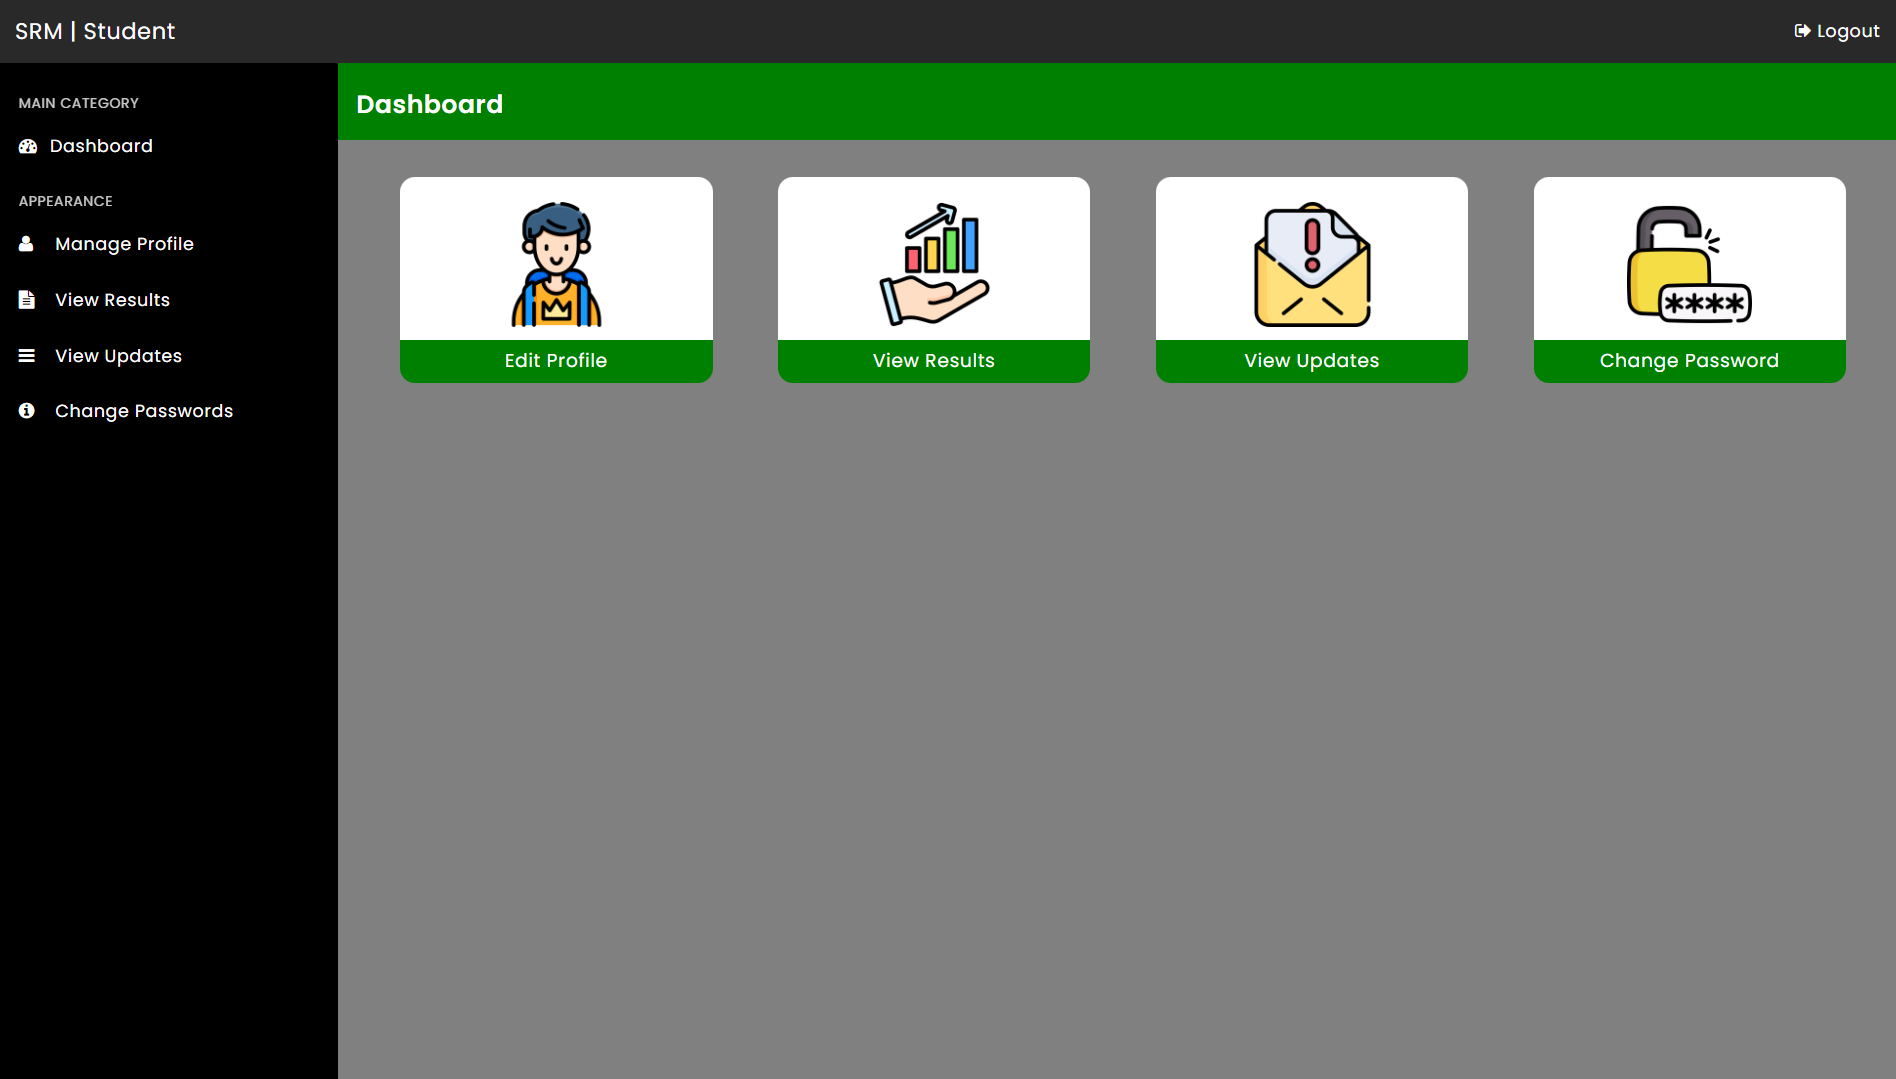 SRM | Student
Logout
MAIN CATEGORY
Dashboard
APPEARANCE
Manage Profile
View Results
View Updates
Change Passwords
Dashboard
Edit Profile
View Results
View Updates
****
Change Password